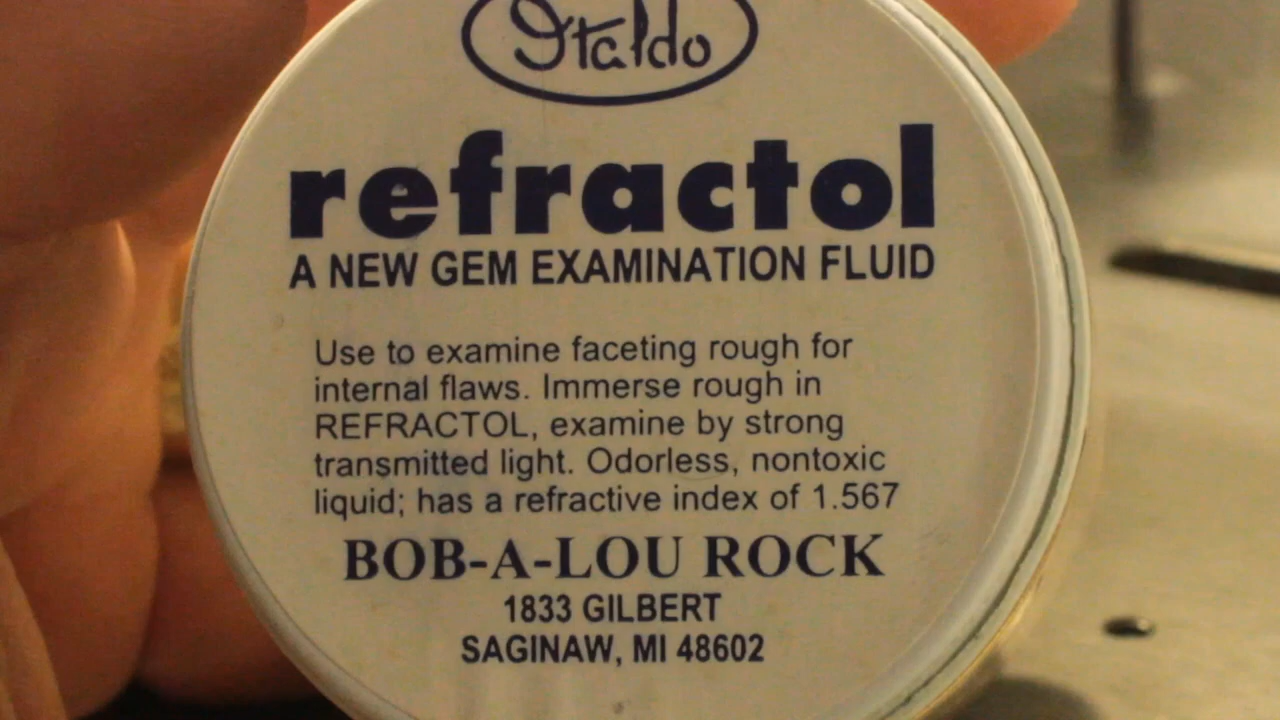 Italdo
refractol
A NEW GEM EXAMINATION FLUID
Use to examine faceting rough for
internal flaws. Immerse rough in
REFRACTOL, examine by strong
transmitted light. Odorless, nontoxic
liquid; has a refractive index of 1.567
BOB-A-LOU ROCK
1833 GILBERT
SAGINAW, MI 48602